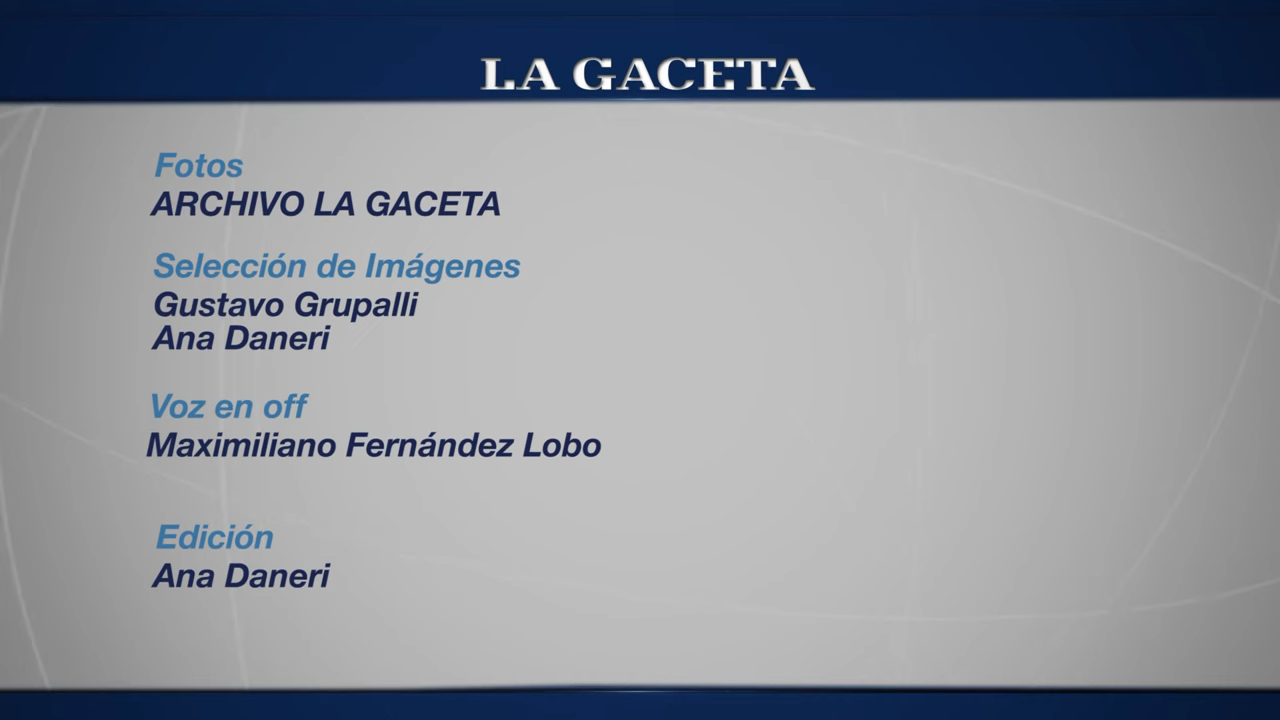 LA GACETA
Fotos
ARCHIVO LA GACETA
Selección de Imágenes
Gustavo Grupalli
Ana Daneri
Voz en off
Maximiliano Fernández Lobo
Edición
Ana Daneri